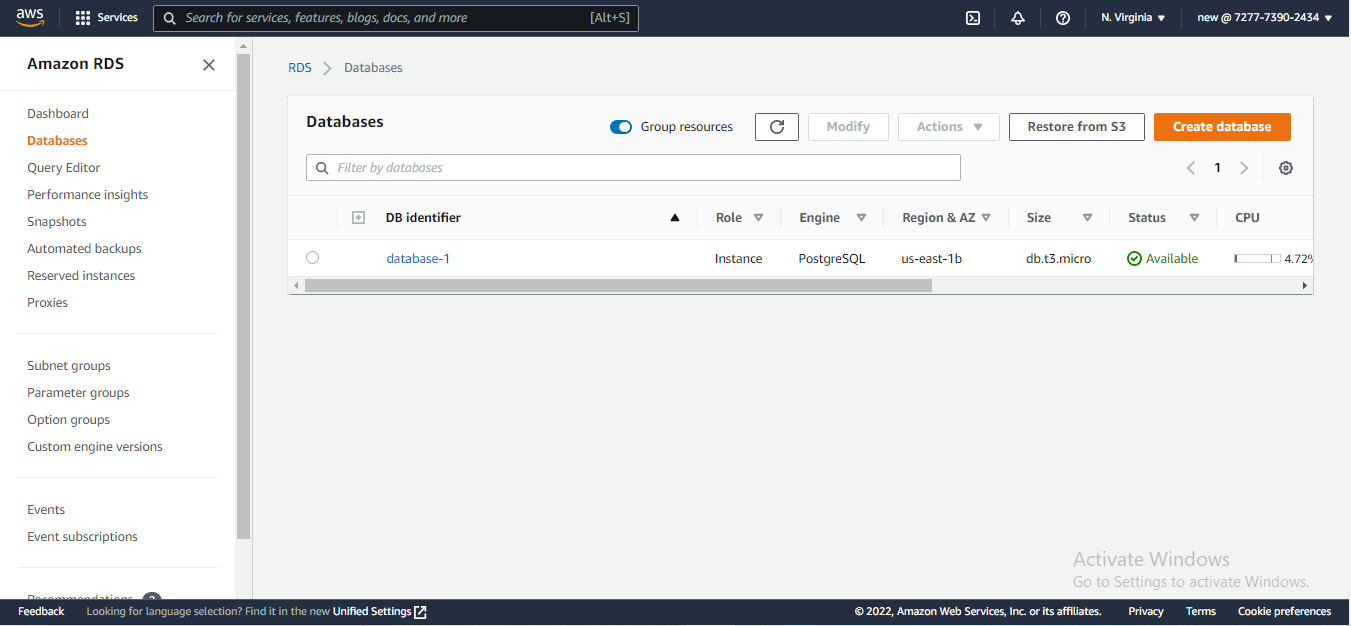 aws Services Search for services, features, blogs, docs, and more [Alt+S] N. Virginia ▼ new @ 7277-7390-2434 ▼
Amazon RDS
Dashboard
Databases
Query Editor
Performance insights
Snapshots
Automated backups
Reserved instances
Proxies
Subnet groups
Parameter groups
Option groups
Custom engine versions
Events
Event subscriptions
Recommendations 2
RDS > Databases
Databases
Group resources Modify Actions ▼ Restore from S3 Create database
Filter by databases
< 1 >
DB identifier ▲ Role ▽ Engine ▽ Region & AZ ▽ Size ▽ Status ▽ CPU
database-1 Instance PostgreSQL us-east-1b db.t3.micro Available 4.72%
Activate Windows
Go to Settings to activate Windows.
Feedback Looking for language selection? Find it in the new Unified Settings © 2022, Amazon Web Services, Inc. or its affiliates. Privacy Terms Cookie preferences